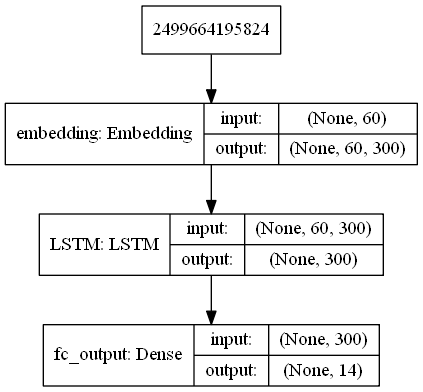 2499664195824
embedding: Embedding
input:
(None, 60)
output:
(None, 60, 300)
LSTM: LSTM
input:
(None, 60, 300)
output:
(None, 300)
fc_output: Dense
input:
(None, 300)
output:
(None, 14)